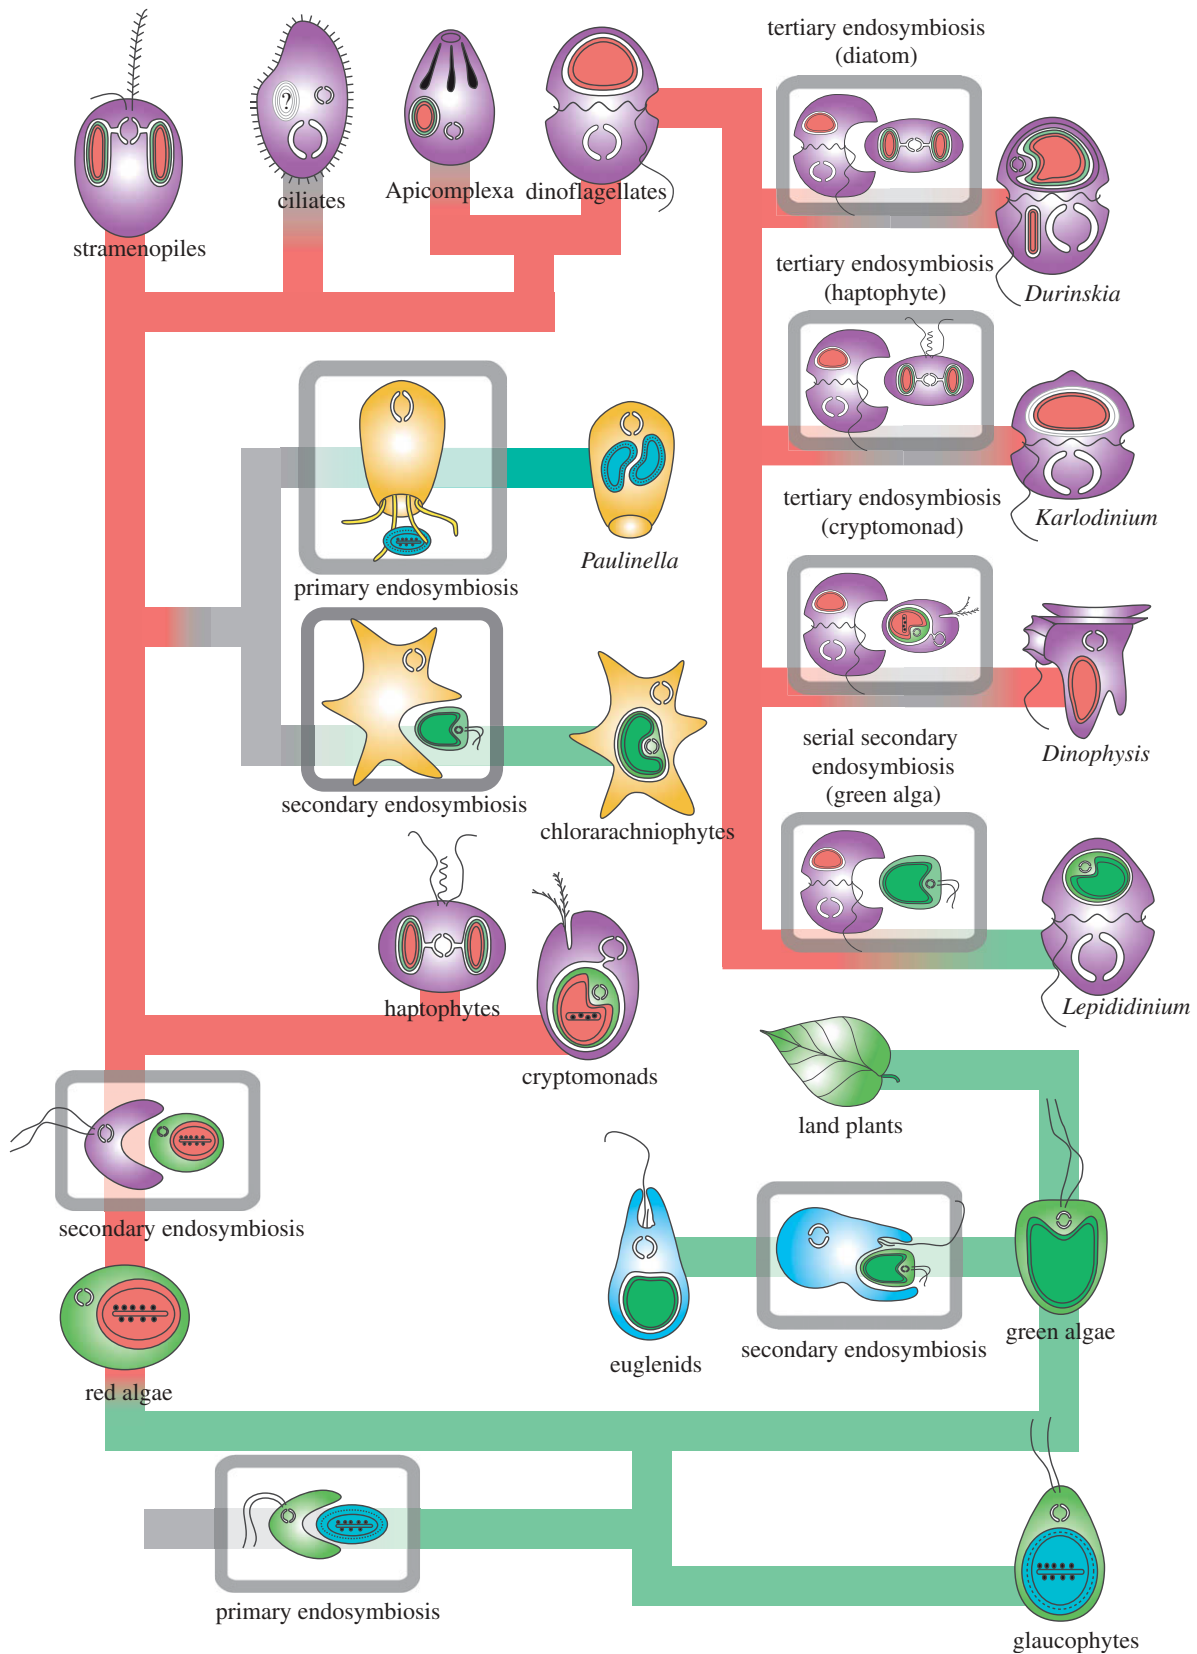 tertiary endosymbiosis
(diatom)
?
ciliates
Apicomplexa
dinoflagellates
stramenopiles
Durinskia
tertiary endosymbiosis
(haptophyte)
Karlodinium
tertiary endosymbiosis
(cryptomonad)
Paulinella
primary endosymbiosis
Dinophysis
serial secondary
endosymbiosis
(green alga)
secondary endosymbiosis
chlorarachniophytes
haptophytes
Lepididinium
cryptomonads
land plants
secondary endosymbiosis
green algae
secondary endosymbiosis
euglenids
red algae
primary endosymbiosis
glaucophytes